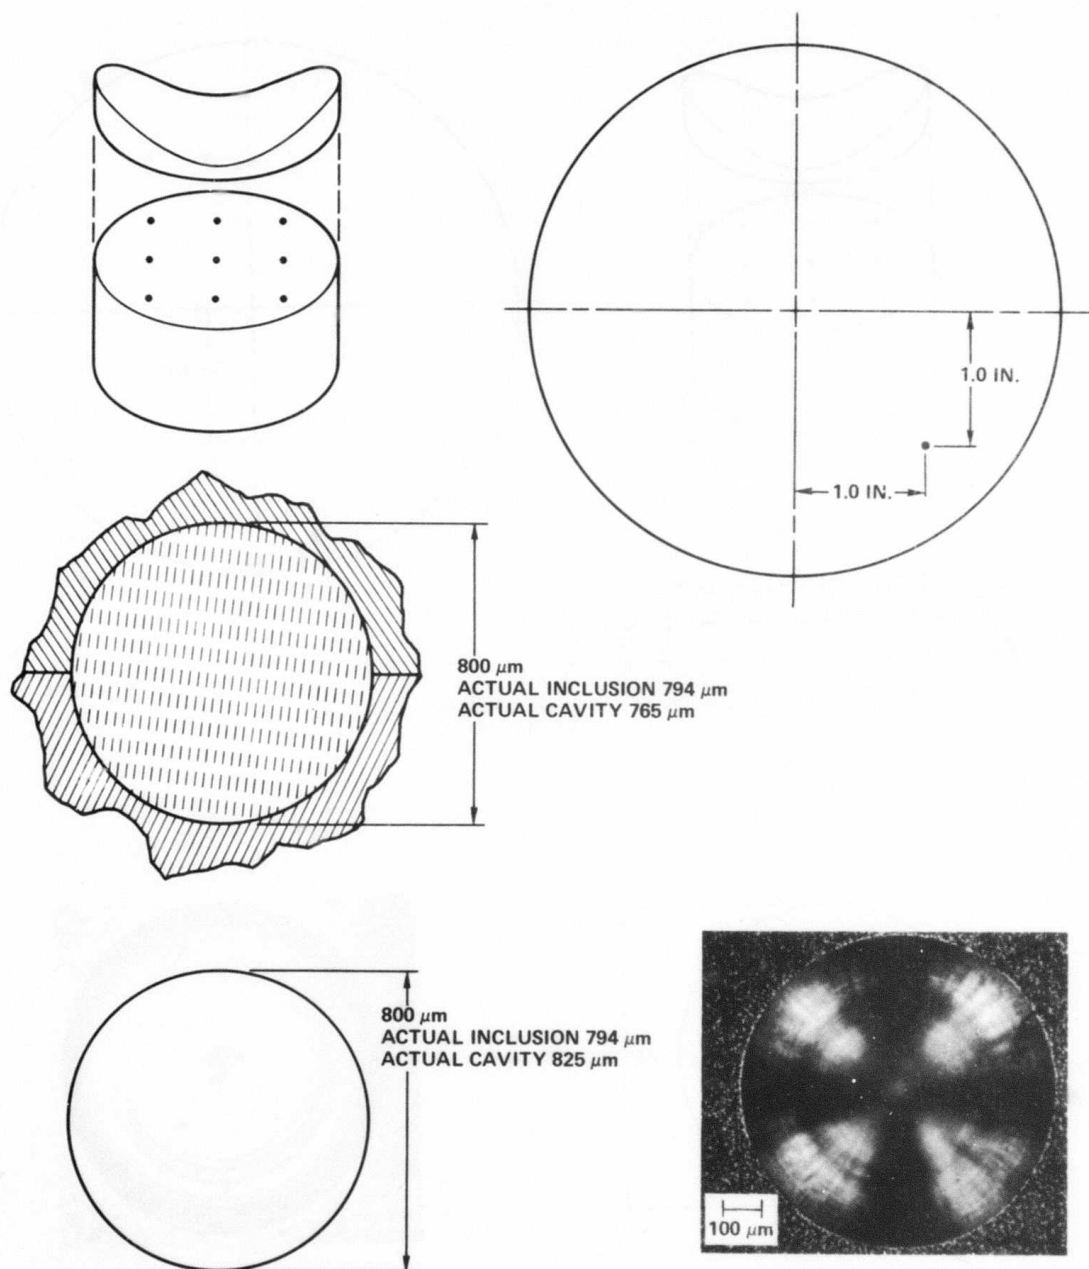 1.0 IN.
1.0 IN.
800 μm
ACTUAL INCLUSION 794 μm
ACTUAL CAVITY 765 μm
800 μm
ACTUAL INCLUSION 794 μm
ACTUAL CAVITY 825 μm
100 μm